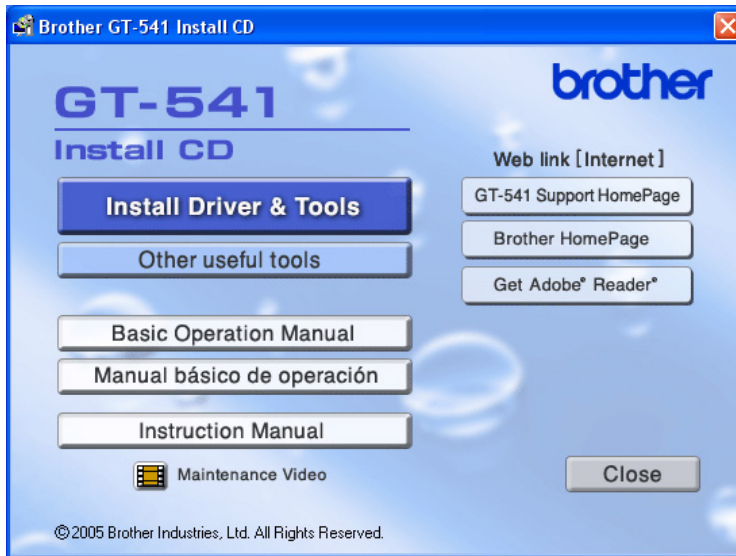 Brother GT-541 Install CD
brother
GT-541
Install CD
Install Driver & Tools
Other useful tools
Basic Operation Manual
Manual básico de operación
Instruction Manual
Maintenance Video
Web link [Internet]
GT-541 Support HomePage
Brother HomePage
Get Adobe® Reader®
Close
©2005 Brother Industries, Ltd. All Rights Reserved.